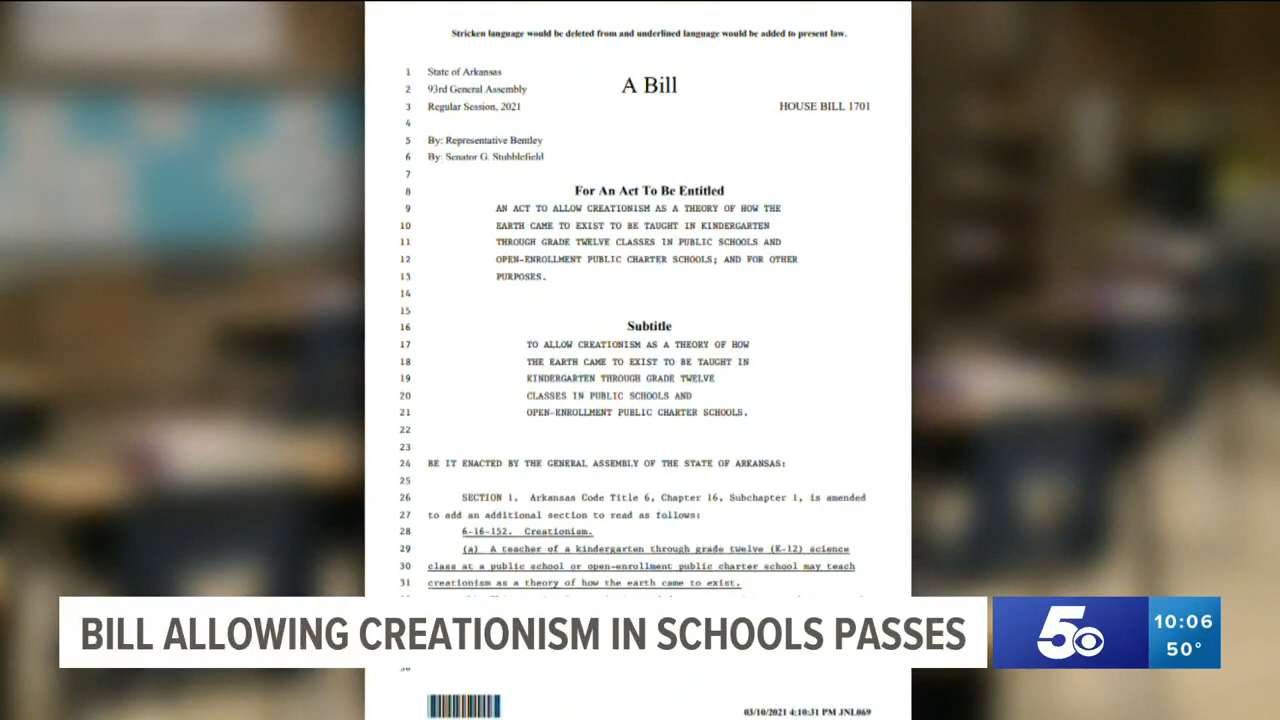 Stricken language would be deleted from and underlined language would be added to present law.
1 State of Arkansas
2 93rd General Assembly
A Bill
3 Regular Session, 2021
HOUSE BILL 1701
4
5 By: Representative Bentley
6 By: Senator G. Stubblefield
7
8 For An Act To Be Entitled
9 AN ACT TO ALLOW CREATIONISM AS A THEORY OF HOW THE
10 EARTH CAME TO EXIST TO BE TAUGHT IN KINDERGARTEN
11 THROUGH GRADE TWELVE CLASSES IN PUBLIC SCHOOLS AND
12 OPEN-ENROLLMENT PUBLIC CHARTER SCHOOLS; AND FOR OTHER
13 PURPOSES.
14
15
16 Subtitle
17 TO ALLOW CREATIONISM AS A THEORY OF HOW
18 THE EARTH CAME TO EXIST TO BE TAUGHT IN
19 KINDERGARTEN THROUGH GRADE TWELVE
20 CLASSES IN PUBLIC SCHOOLS AND
21 OPEN-ENROLLMENT PUBLIC CHARTER SCHOOLS.
22
23
24 BE IT ENACTED BY THE GENERAL ASSEMBLY OF THE STATE OF ARKANSAS:
25
26 SECTION 1. Arkansas Code Title 6, Chapter 16, Subchapter 1, is amended
27 to add an additional section to read as follows:
28 6-16-152. Creationism.
29 (a) A teacher of a kindergarten through grade twelve (K-12) science
30 class at a public school or open-enrollment public charter school may teach
31 creationism as a theory of how the earth came to exist.
BILL ALLOWING CREATIONISM IN SCHOOLS PASSES
5
10:06
50°
03/10/2021 4:10:31 PM JNL069